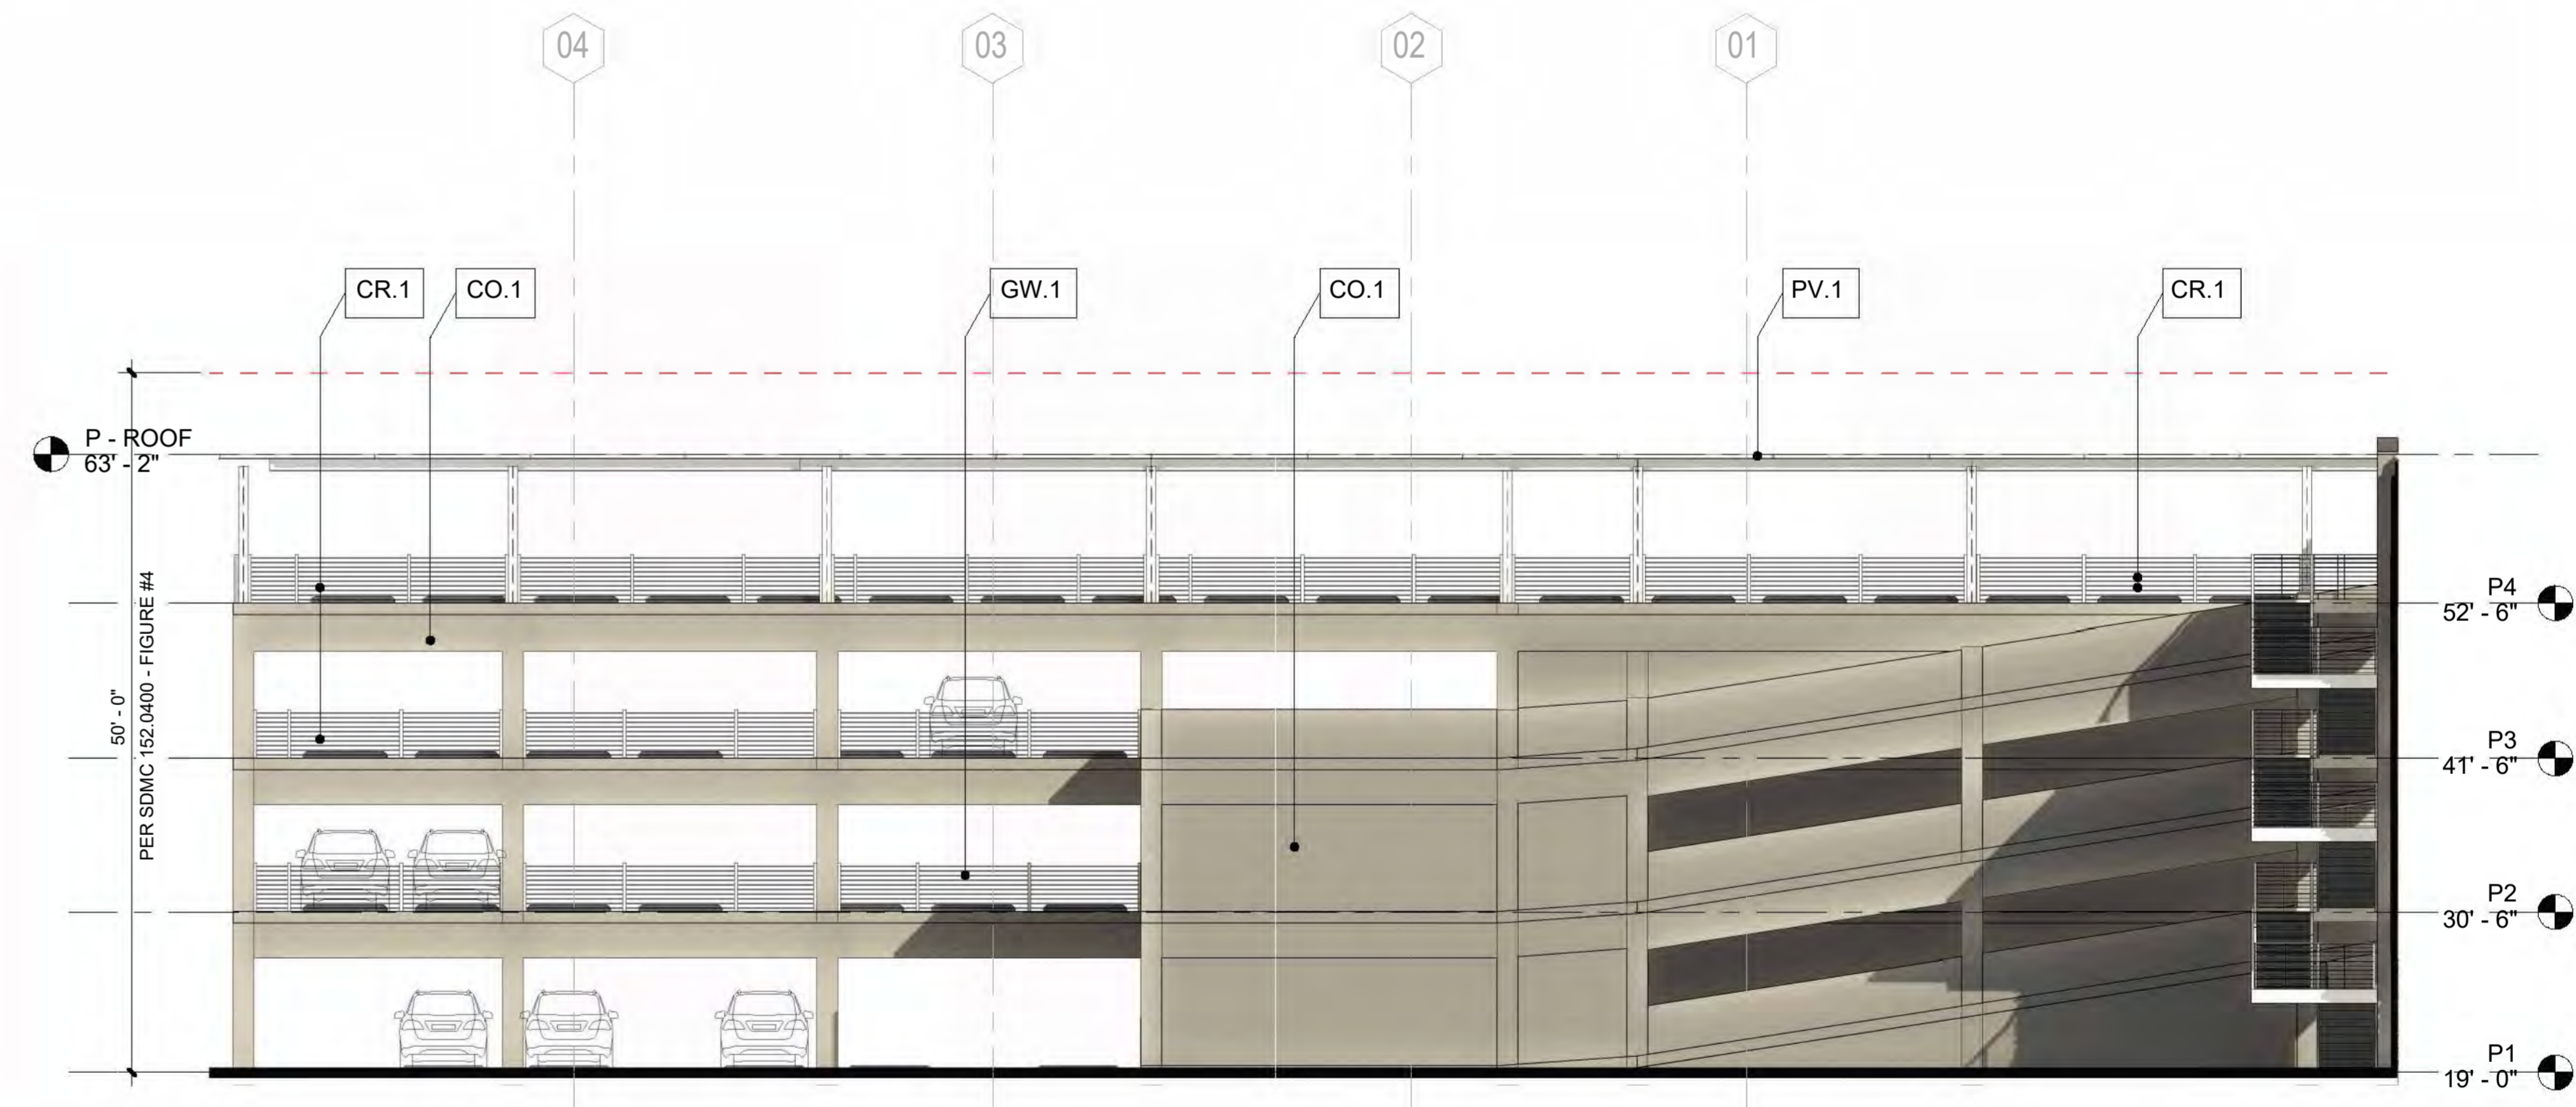 04
03
02
01
CR.1
CO.1
GW.1
CO.1
PV.1
CR.1
P - ROOF
63' - 2"
50' - 0"
PER SDMC 152.0400 - FIGURE #4
P4
52' - 6"
P3
41' - 6"
P2
30' - 6"
P1
19' - 0"